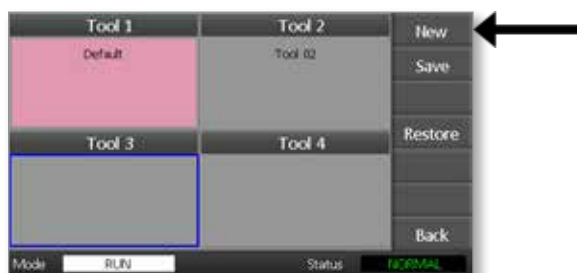 Tool 1
Tool 2
New
Default
Tool 02
Save
Tool 3
Tool 4
Restore
Back
Mode RUN Status NORMAL